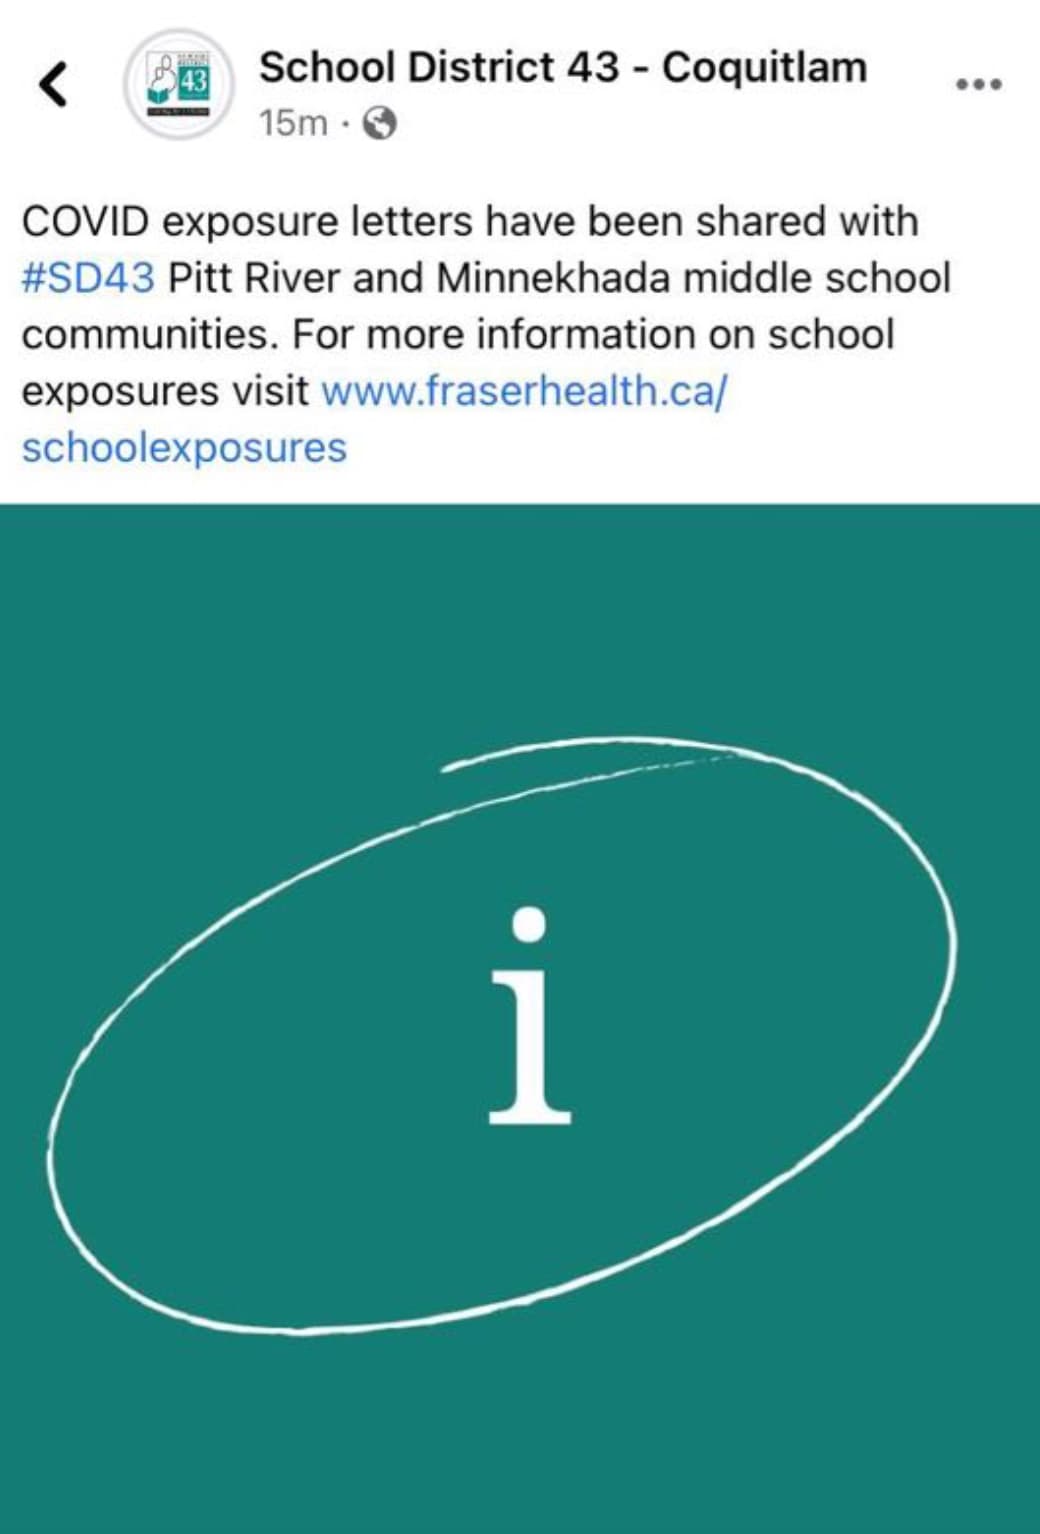 School District 43 - Coquitlam
15m ·
43
COVID exposure letters have been shared with
#SD43 Pitt River and Minnekhada middle school
communities. For more information on school
exposures visit www.fraserhealth.ca/
schoolexposures
i